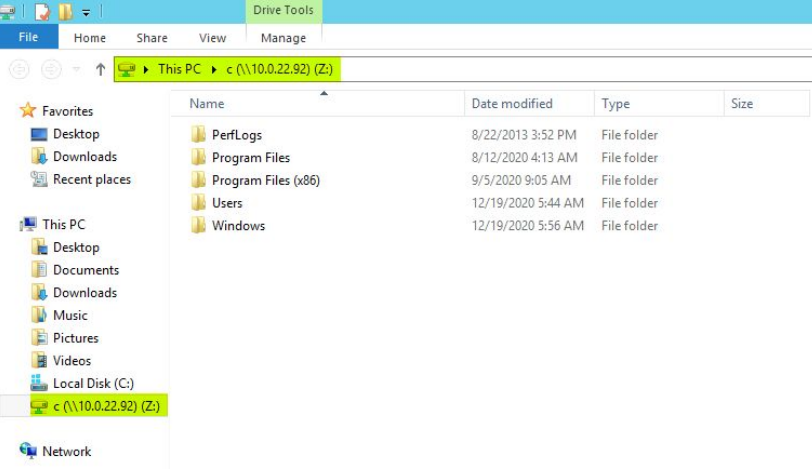 Drive Tools
File Home Share View Manage
This PC c (\\10.0.22.92) (Z:)
Name Date modified Type Size
PerfLogs 8/22/2013 3:52 PM File folder
Program Files 8/12/2020 4:13 AM File folder
Program Files (x86) 9/5/2020 9:05 AM File folder
Users 12/19/2020 5:44 AM File folder
Windows 12/19/2020 5:56 AM File folder
Favorites
Desktop
Downloads
Recent places
This PC
Desktop
Documents
Downloads
Music
Pictures
Videos
Local Disk (C:)
c (\\10.0.22.92) (Z:)
Network